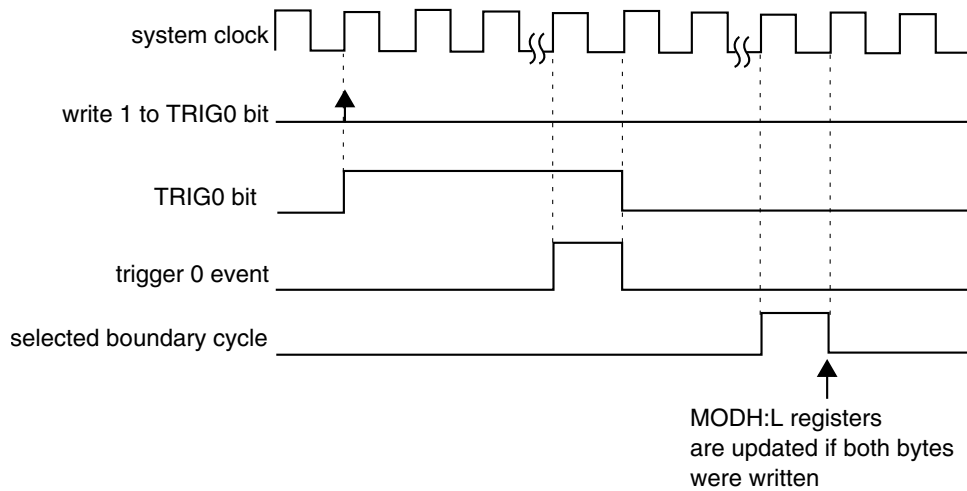 system clock
write 1 to TRIG0 bit
TRIG0 bit
trigger 0 event
selected boundary cycle
MODH:L registers
are updated if both bytes
were written